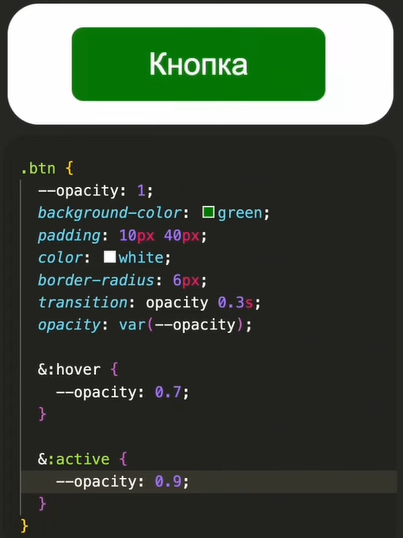 Кнопка
.btn {
--opacity: 1;
background-color: green;
padding: 10px 40px;
color: white;
border-radius: 6px;
transition: opacity 0.3s;
opacity: var(--opacity);
&:hover {
--opacity: 0.7;
}
&:active {
--opacity: 0.9;
}
}